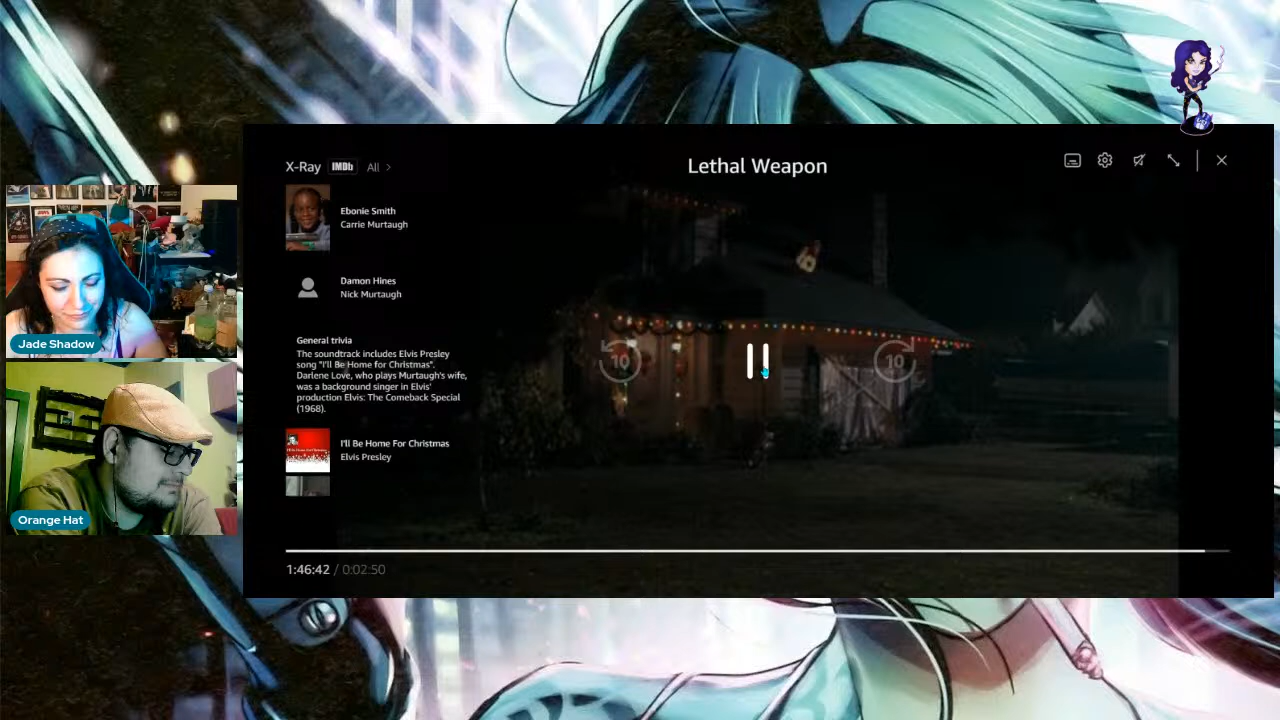 X-Ray IMDb All >
Lethal Weapon
Ebonie Smith
Carrie Murtaugh
Damon Hines
Nick Murtaugh
General trivia
The soundtrack includes Elvis Presley
song "I'll Be Home for Christmas".
Darlene Love, who plays Murtaugh's wife,
was a background singer in Elvis'
production Elvis: The Comeback Special
(1968).
I'll Be Home For Christmas
Elvis Presley
10
10
1:46:42 / 0:02:50
Jade Shadow
Orange Hat